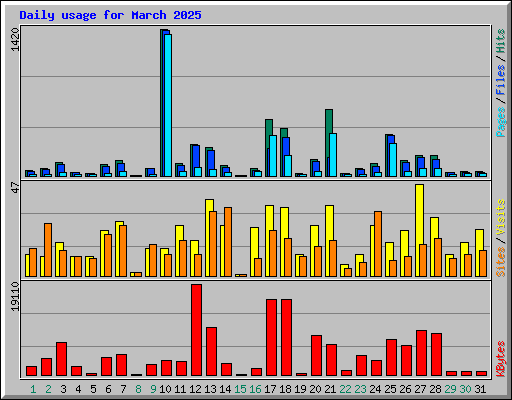 Daily usage for March 2025
1420
Pages/Files/Hits
47
Sites/Visits
19110
KBytes
1 2 3 4 5 6 7 8 9 10 11 12 13 14 15 16 17 18 19 20 21 22 23 24 25 26 27 28 29 30 31